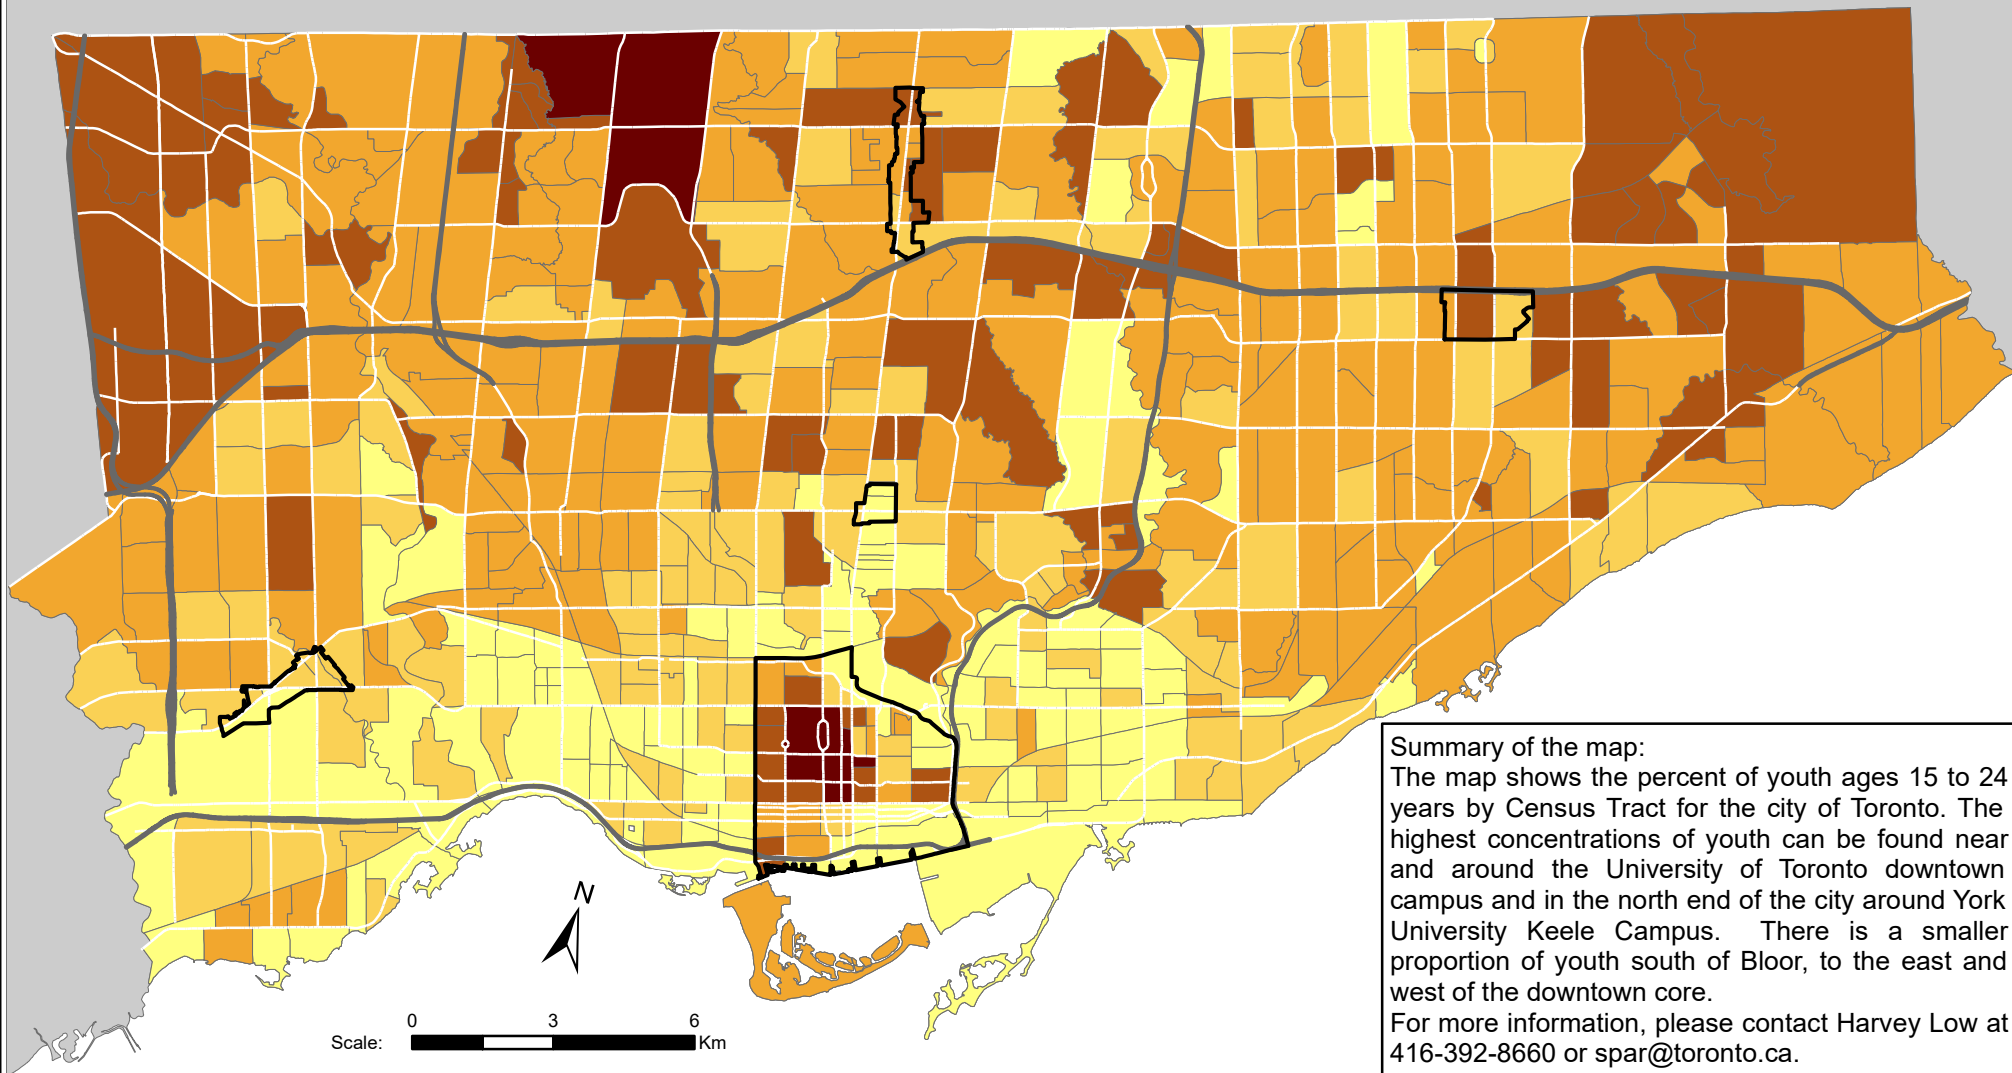 Summary of the map:
The map shows the percent of youth ages 15 to 24
years by Census Tract for the city of Toronto. The
highest concentrations of youth can be found near
and around the University of Toronto downtown
campus and in the north end of the city around York
University Keele Campus. There is a smaller
proportion of youth south of Bloor, to the east and
west of the downtown core.
For more information, please contact Harvey Low at
416-392-8660 or spar@toronto.ca.
N
0 3 6
Scale: Km